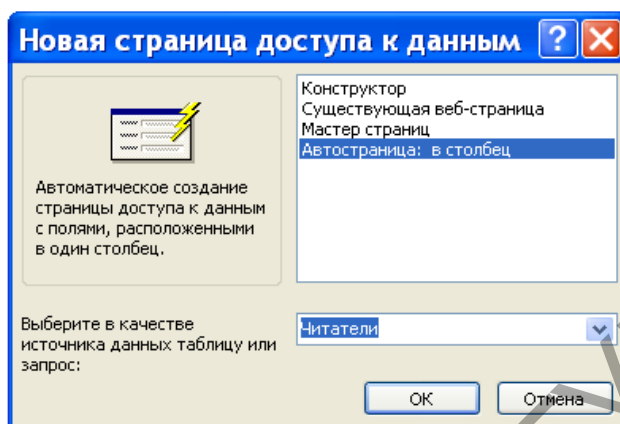 Новая страница доступа к данным
Конструктор
Существующая веб-страница
Мастер страниц
Автостраница: в столбец
Автоматическое создание
страницы доступа к данным
с полями, расположенными
в один столбец.
Выберите в качестве
источника данных таблицу или
запрос:
Читатели
ОК
Отмена